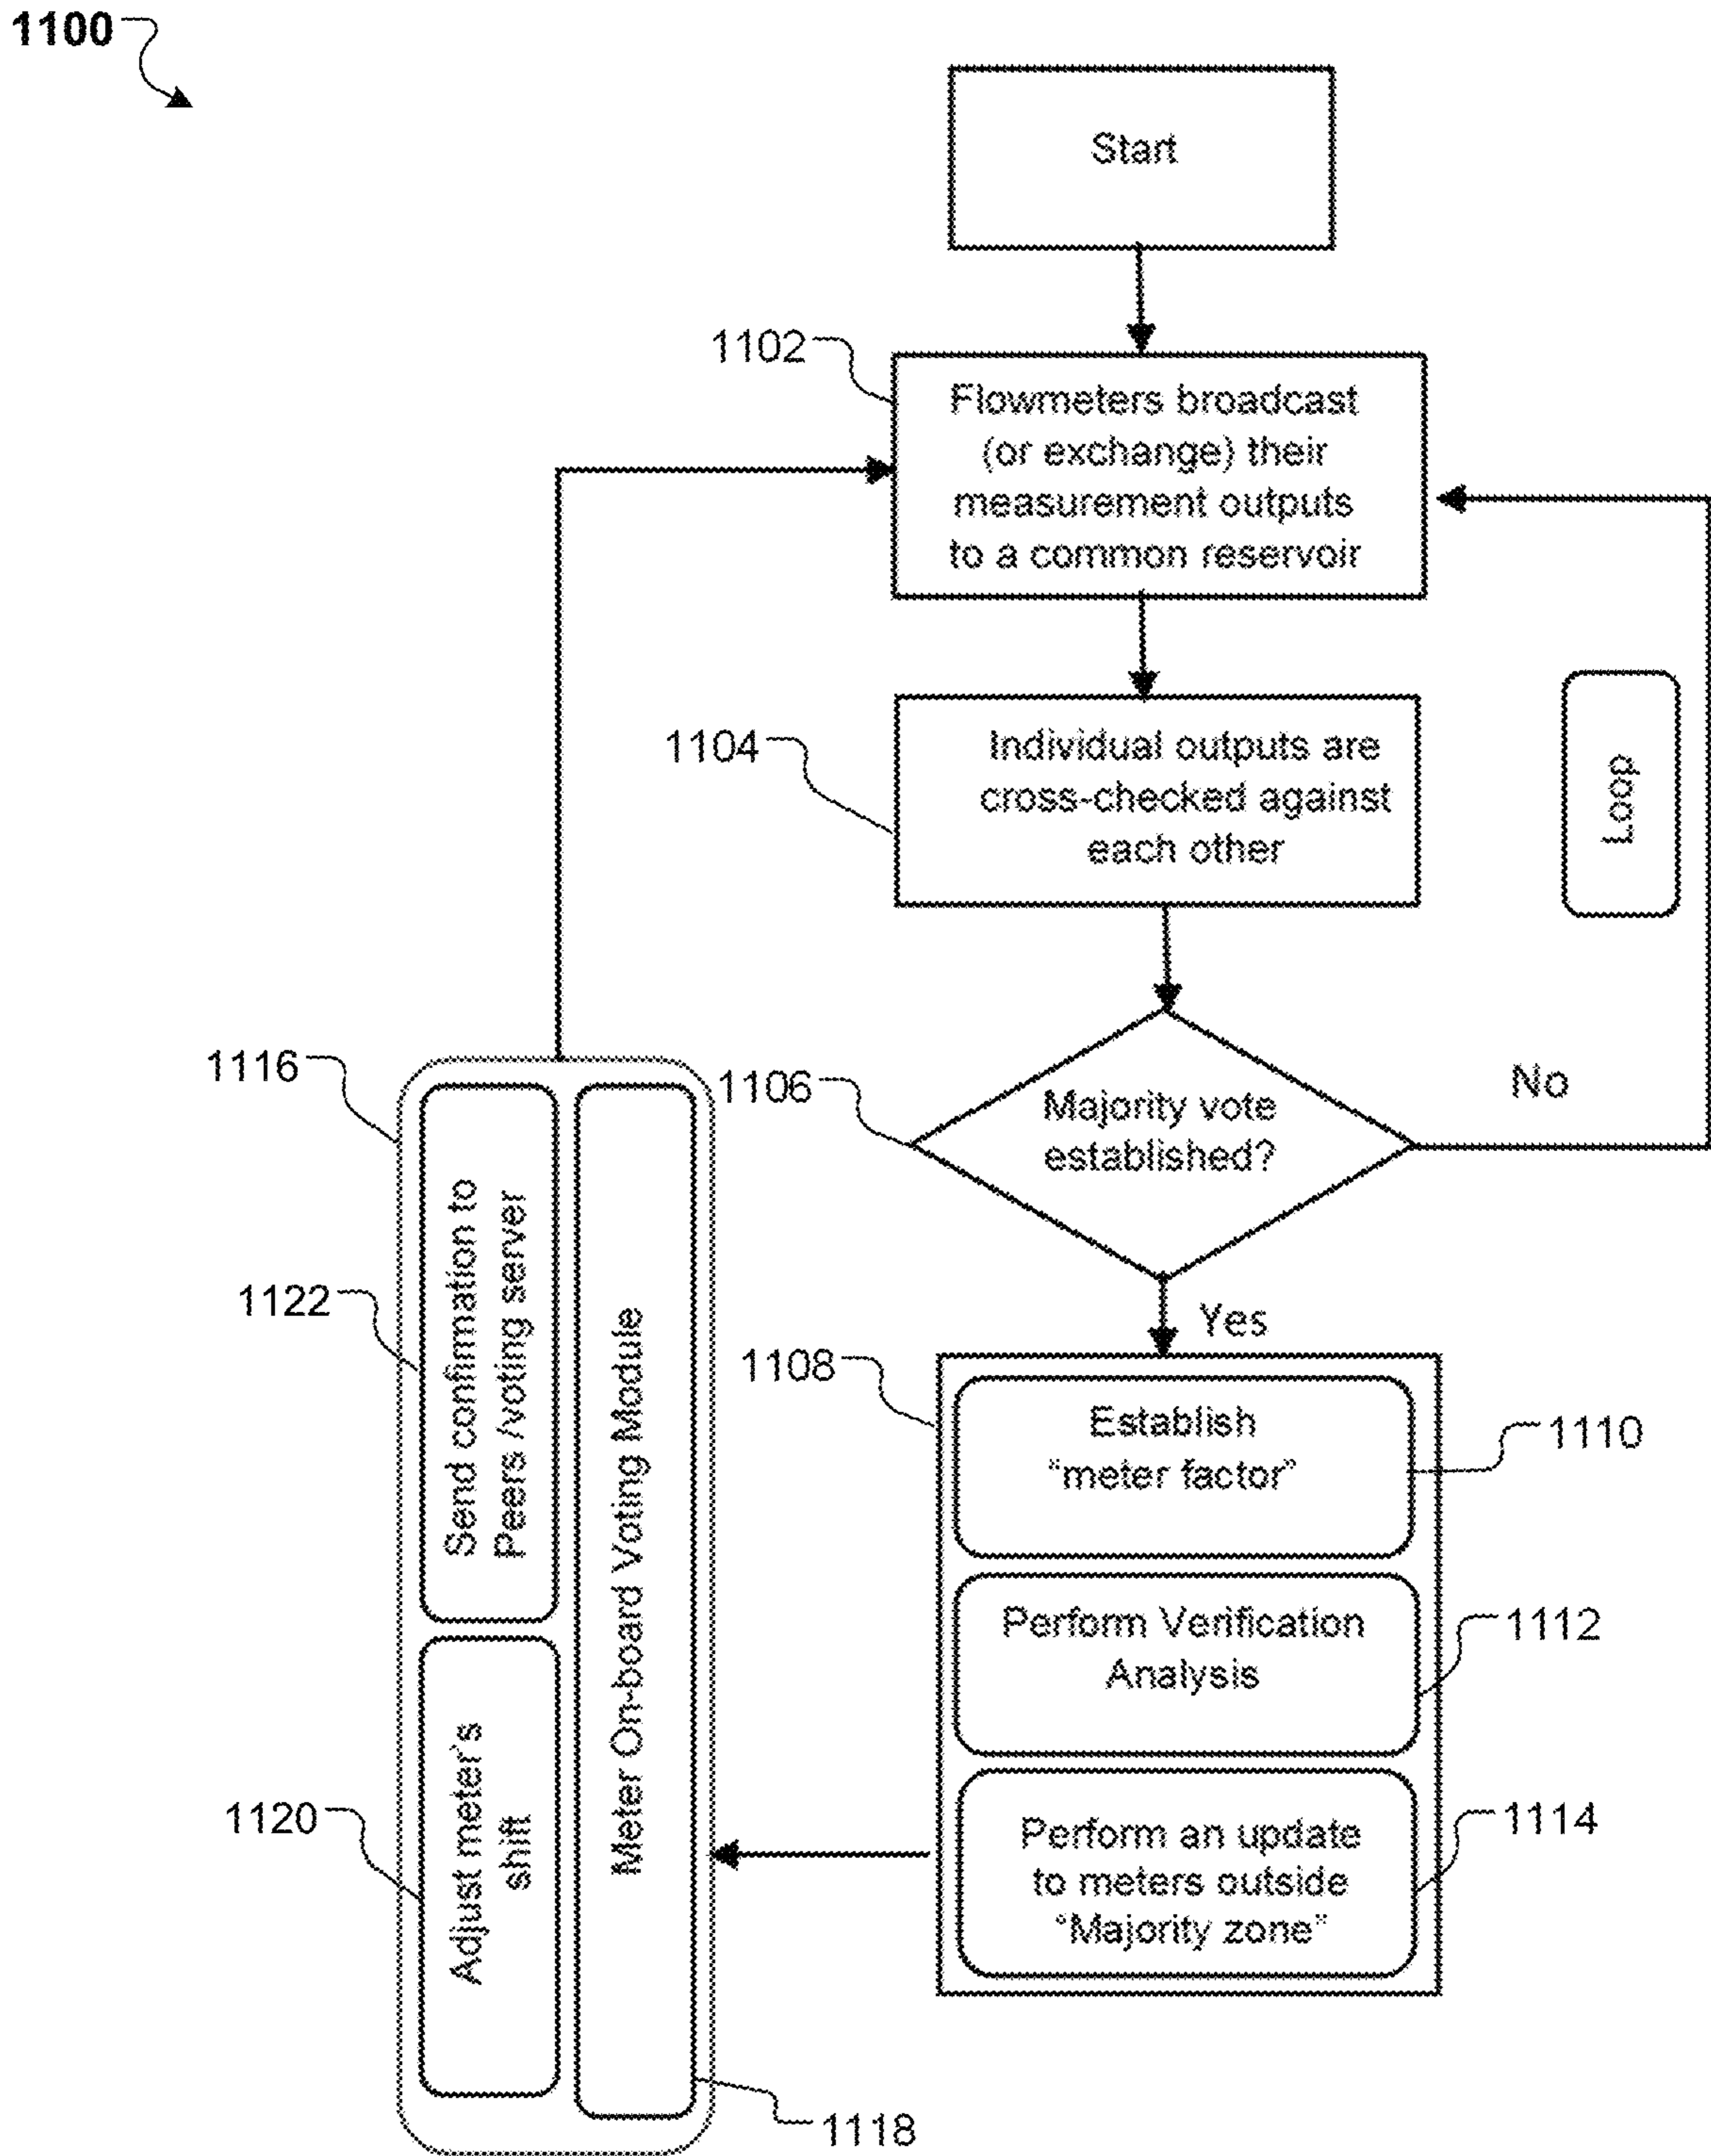 1100
Start
1102
Flowmeters broadcast
(or exchange) their
measurement outputs
to a common reservoir
1104
Individual outputs are
cross-checked against
each other
Loop
1106
Majority vote
established?
No
Yes
1108
Establish
"meter factor"
1110
Perform Verification
Analysis
1112
Perform an update
to meters outside
"Majority zone"
1114
1116
Send confirmation to
Peers /voting server
1122
Meter On-board Voting Module
1118
Adjust meter`s
shift
1120